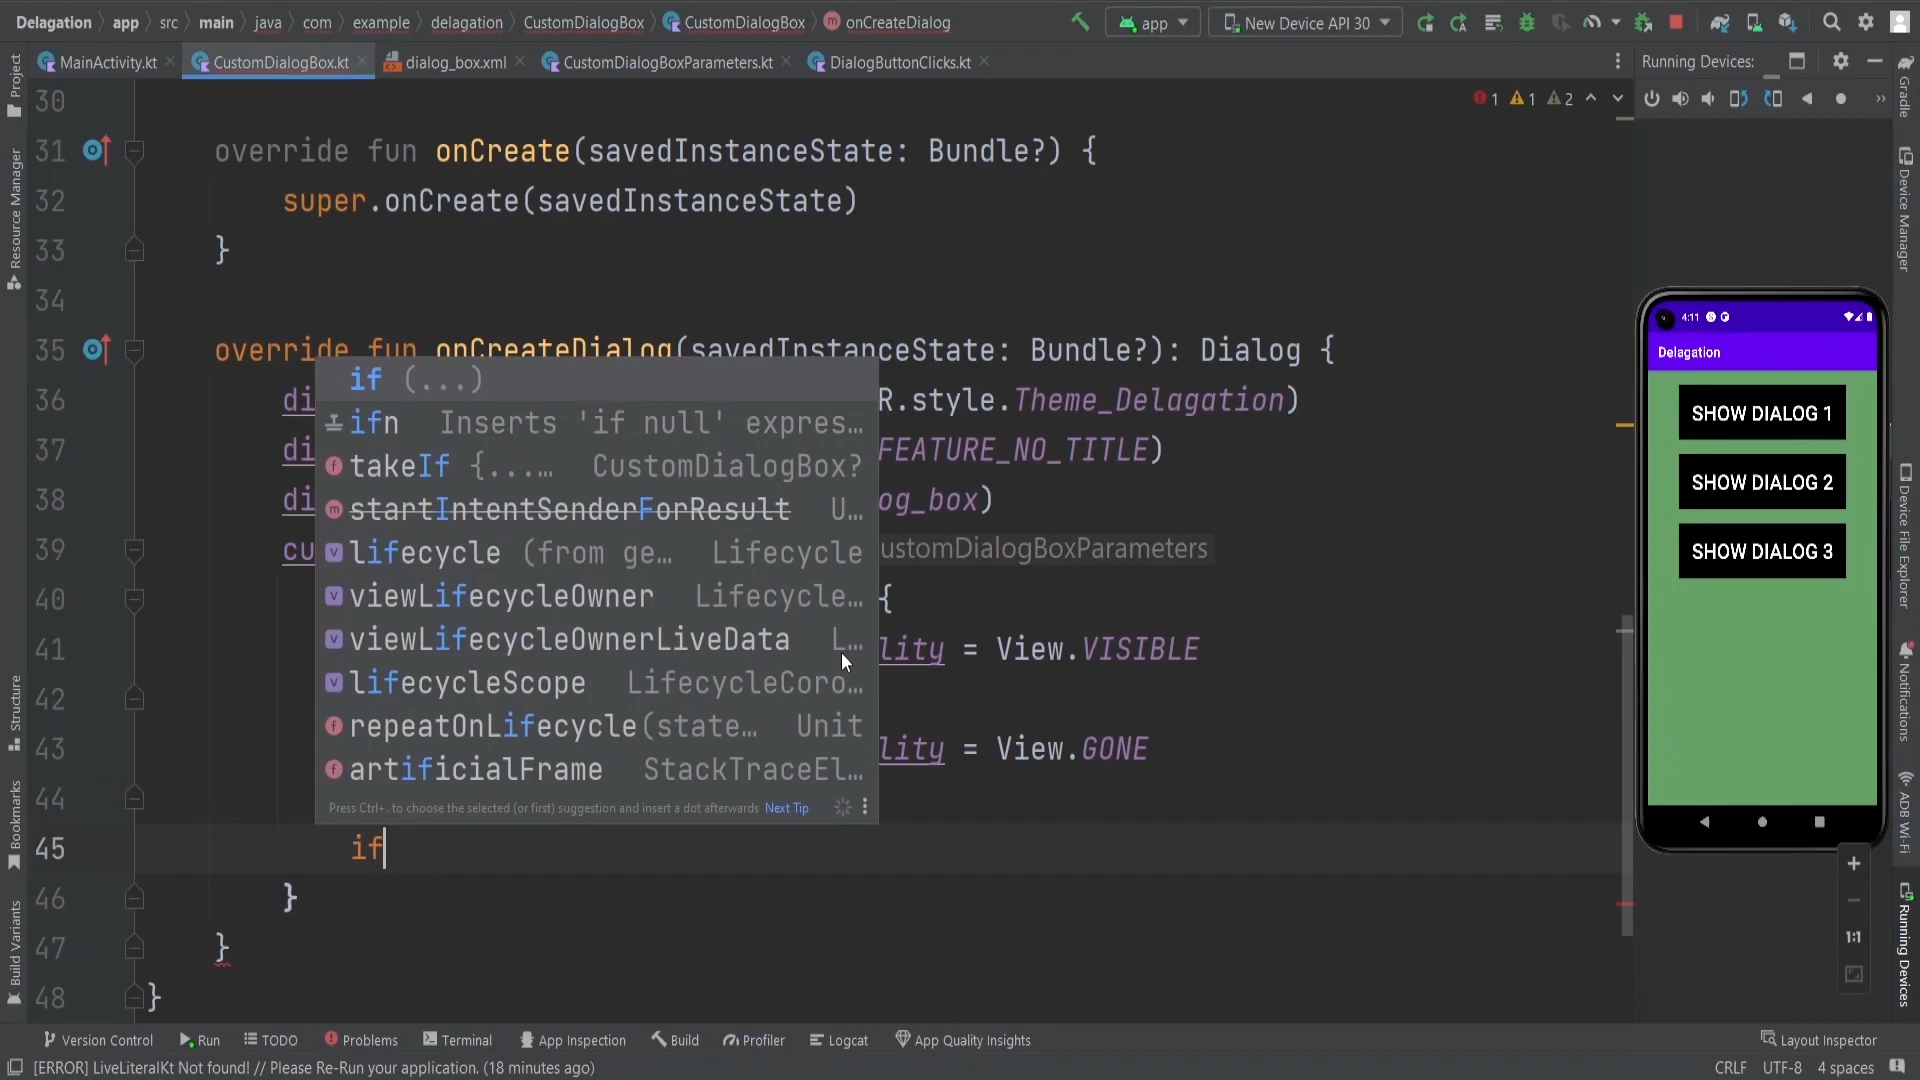 Delagation app src main java com example delagation CustomDialogBox CustomDialogBox onCreateDialog app New Device API 30
MainActivity.kt CustomDialogBox.kt dialog_box.xml CustomDialogBoxParameters.kt DialogButtonClicks.kt Running Devices:
30
1 1 2
31 override fun onCreate(savedInstanceState: Bundle?) {
32 super.onCreate(savedInstanceState)
33 }
34
35 override fun onCreateDialog(savedInstanceState: Bundle?): Dialog {
36 di R.style.Theme_Delagation)
37 di FEATURE_NO_TITLE)
38 di og_box)
39 cu ustomDialogBoxParameters
40 {
41 lity = View.VISIBLE
42
43 lity = View.GONE
44
45 if
46 }
47 }
48 }
if (...)
ifn Inserts 'if null' expres…
takeIf {...… CustomDialogBox?
startIntentSenderForResult U…
lifecycle (from ge… Lifecycle
viewLifecycleOwner Lifecycle…
viewLifecycleOwnerLiveData L…
lifecycleScope LifecycleCoro…
repeatOnLifecycle(state… Unit
artificialFrame StackTraceEl…
Press Ctrl+. to choose the selected (or first) suggestion and insert a dot afterwards Next Tip
4:11
Delagation
SHOW DIALOG 1
SHOW DIALOG 2
SHOW DIALOG 3
1:1
Project
Resource Manager
Structure
Bookmarks
Build Variants
Gradle
Device Manager
Device File Explorer
Notifications
ADB Wi-Fi
Running Devices
Version Control Run TODO Problems Terminal App Inspection Build Profiler Logcat App Quality Insights Layout Inspector
[ERROR] LiveLiteralKt Not found! // Please Re-Run your application. (18 minutes ago) CRLF UTF-8 4 spaces